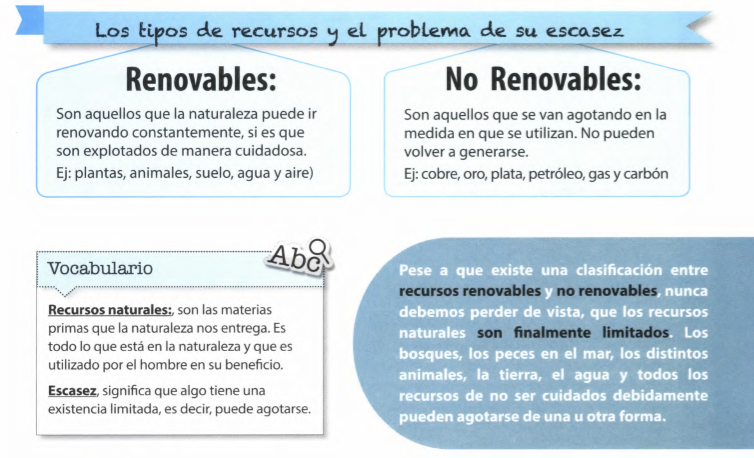 Los tipos de recursos y el problema de su escasez
Renovables:
Son aquellos que la naturaleza puede ir
renovando constantemente, si es que
son explotados de manera cuidadosa.
Ej: plantas, animales, suelo, agua y aire)
No Renovables:
Son aquellos que se van agotando en la
medida en que se utilizan. No pueden
volver a generarse.
Ej: cobre, oro, plata, petróleo, gas y carbón
Vocabulario
Abc
Recursos naturales:, son las materias
primas que la naturaleza nos entrega. Es
todo lo que está en la naturaleza y que es
utilizado por el hombre en su beneficio.
Escasez, significa que algo tiene una
existencia limitada, es decir, puede agotarse.
Pese a que existe una clasificación entre
recursos renovables y no renovables, nunca
debemos perder de vista, que los recursos
naturales son finalmente limitados. Los
bosques, los peces en el mar, los distintos
animales, la tierra, el agua y todos los
recursos de no ser cuidados debidamente
pueden agotarse de una u otra forma.